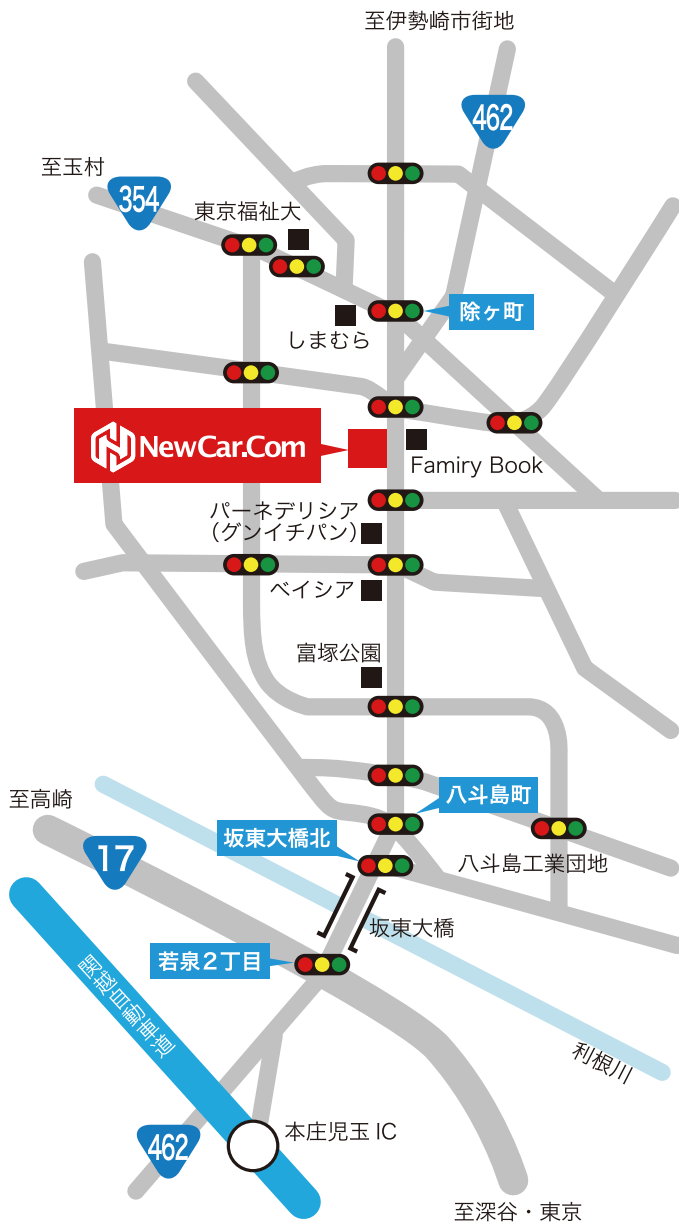 至伊勢崎市街地
462
至玉村
354
東京福祉大
除ヶ町
しまむら
NewCar.Com
Famiry Book
パーネデリシア
(グンイチパン)
ベイシア
富塚公園
八斗島町
至高崎
坂東大橋北
17
八斗島工業団地
坂東大橋
若泉2丁目
関越自動車道
利根川
本庄児玉 IC
462
至深谷・東京